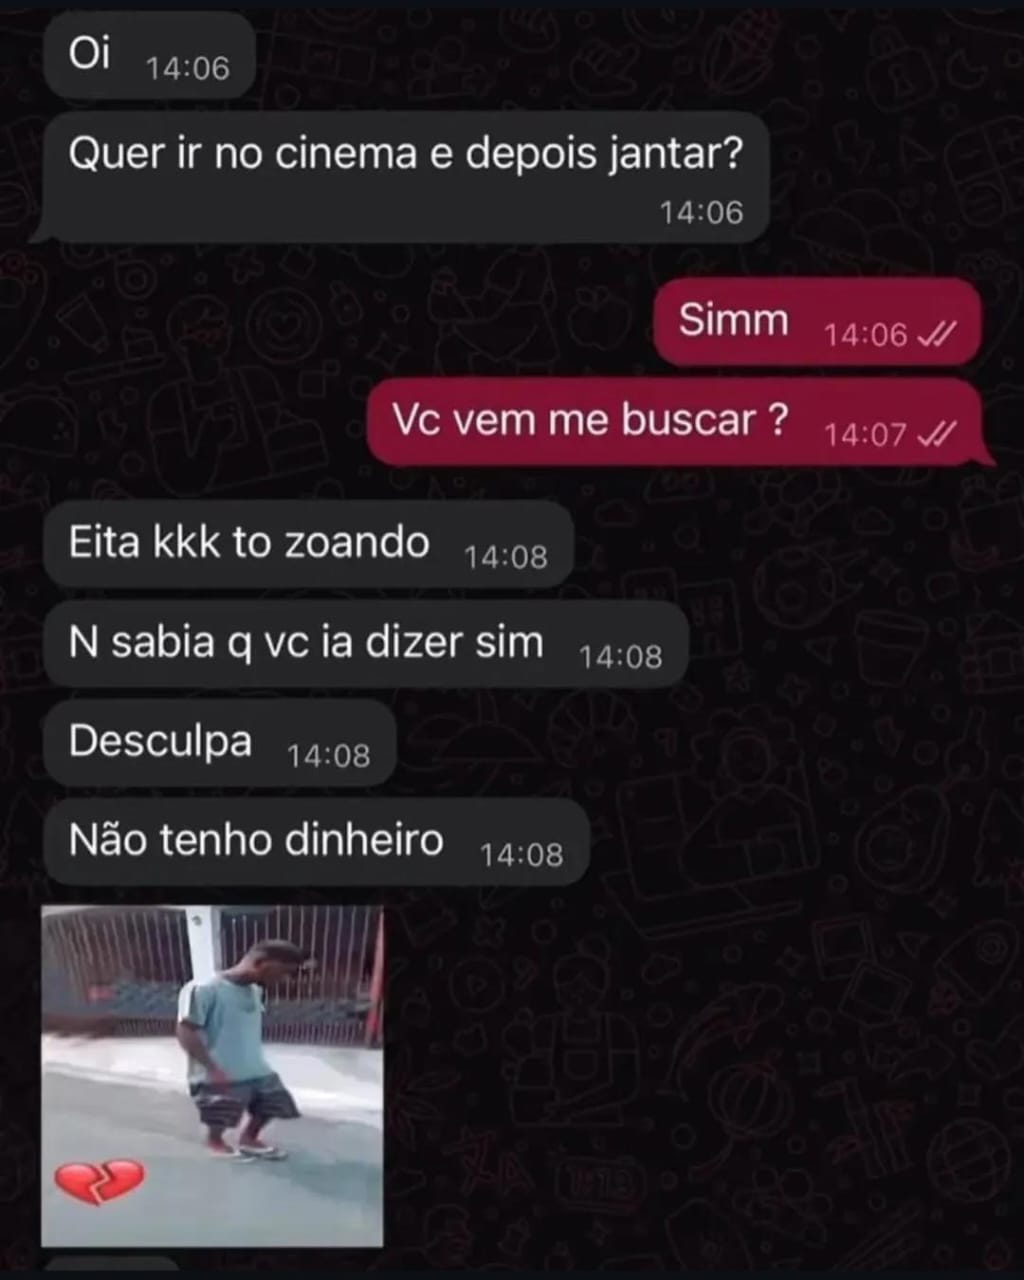 Oi 14:06
Quer ir no cinema e depois jantar?
14:06
Simm 14:06
Vc vem me buscar ? 14:07
Eita kkk to zoando 14:08
N sabia q vc ia dizer sim 14:08
Desculpa 14:08
Não tenho dinheiro 14:08